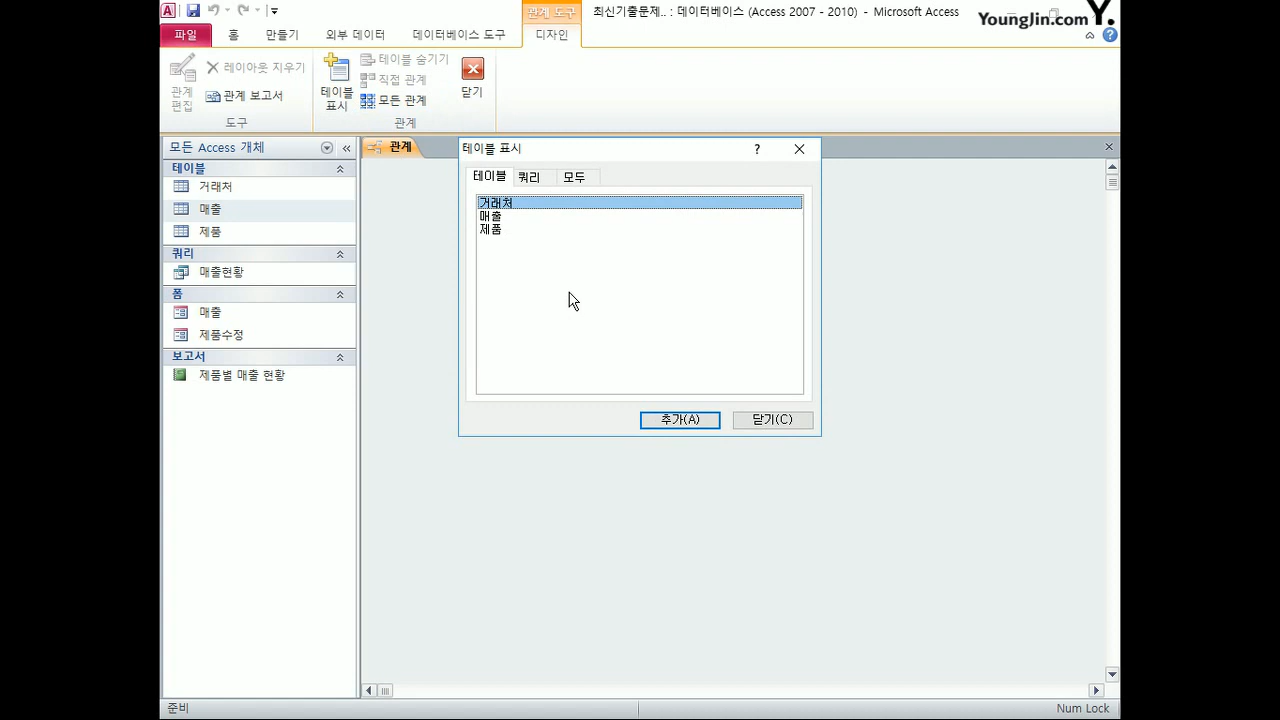 최신기출문제.. : 데이터베이스 (Access 2007 - 2010) - Microsoft Access
관계 도구
YoungJin.com Y.
파일 홈 만들기 외부 데이터 데이터베이스 도구 디자인
관계 편집
레이아웃 지우기
관계 보고서
도구
테이블 표시
테이블 숨기기
직접 관계
모든 관계
관계
닫기
모든 Access 개체
테이블
거래처
매출
제품
쿼리
매출현황
폼
매출
제품수정
보고서
제품별 매출 현황
관계
테이블 표시
테이블 쿼리 모두
거래처
매출
제품
추가(A) 닫기(C)
준비
Num Lock